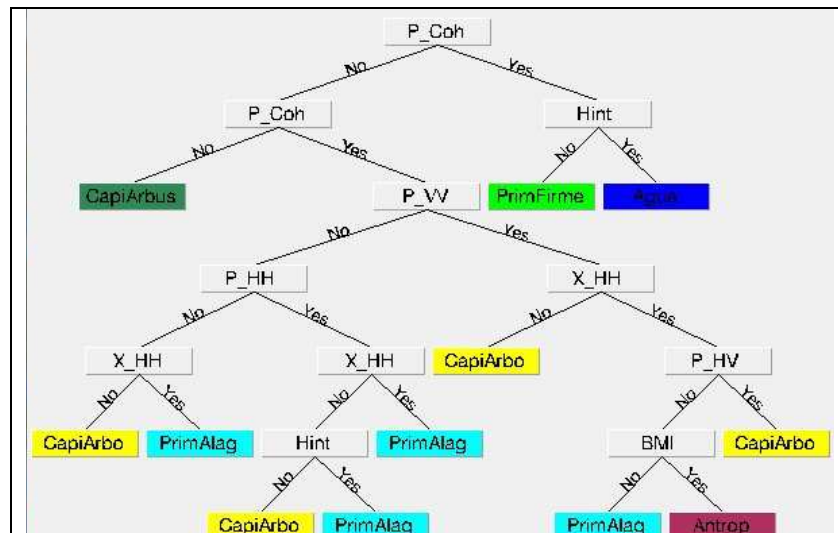 P_Coh
No Yes
P_Coh Hint
No Yes No Yes
CapiArbus P_VV PrimFirme Agua
No Yes
P_HH X_HH
No Yes No Yes
X_HH X_HH CapiArbo P_HV
No Yes No Yes No Yes
CapiArbo PrimAlag Hint PrimAlag BMI CapiArbo
No Yes No Yes
CapiArbo PrimAlag PrimAlag Antrop